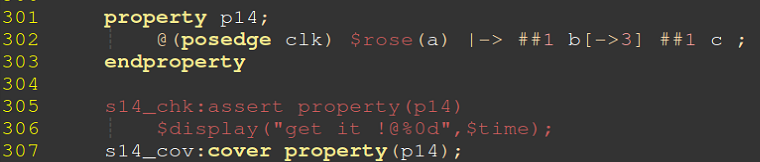 301 property p14;
302 @(posedge clk) $rose(a) |-> ##1 b[->3] ##1 c ;
303 endproperty
304
305 s14_chk:assert property(p14)
306 $display("get it !@%0d",$time);
307 s14_cov:cover property(p14);